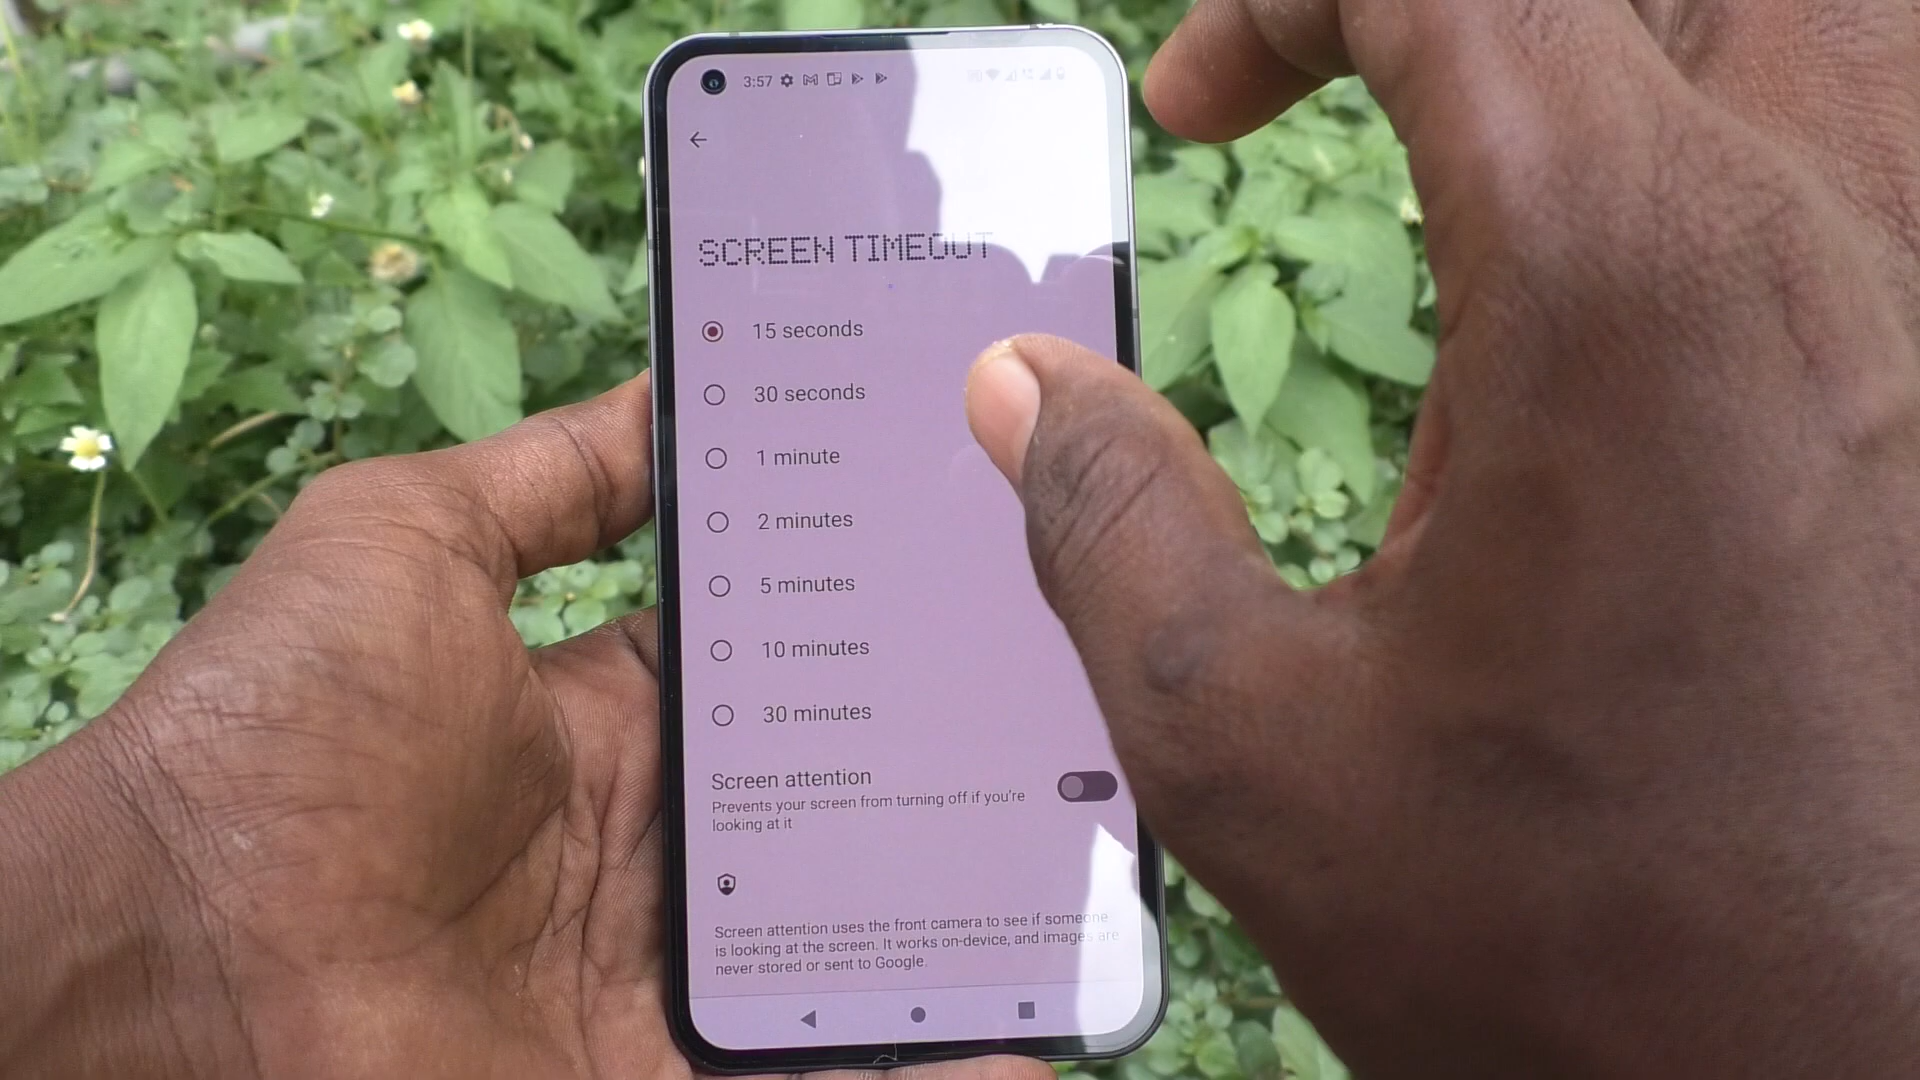 3:57
SCREEN TIMEOUT
15 seconds
30 seconds
1 minute
2 minutes
5 minutes
10 minutes
30 minutes
Screen attention
Prevents your screen from turning off if you're
looking at it
Screen attention uses the front camera to see if someone
is looking at the screen. It works on-device, and images are
never stored or sent to Google.